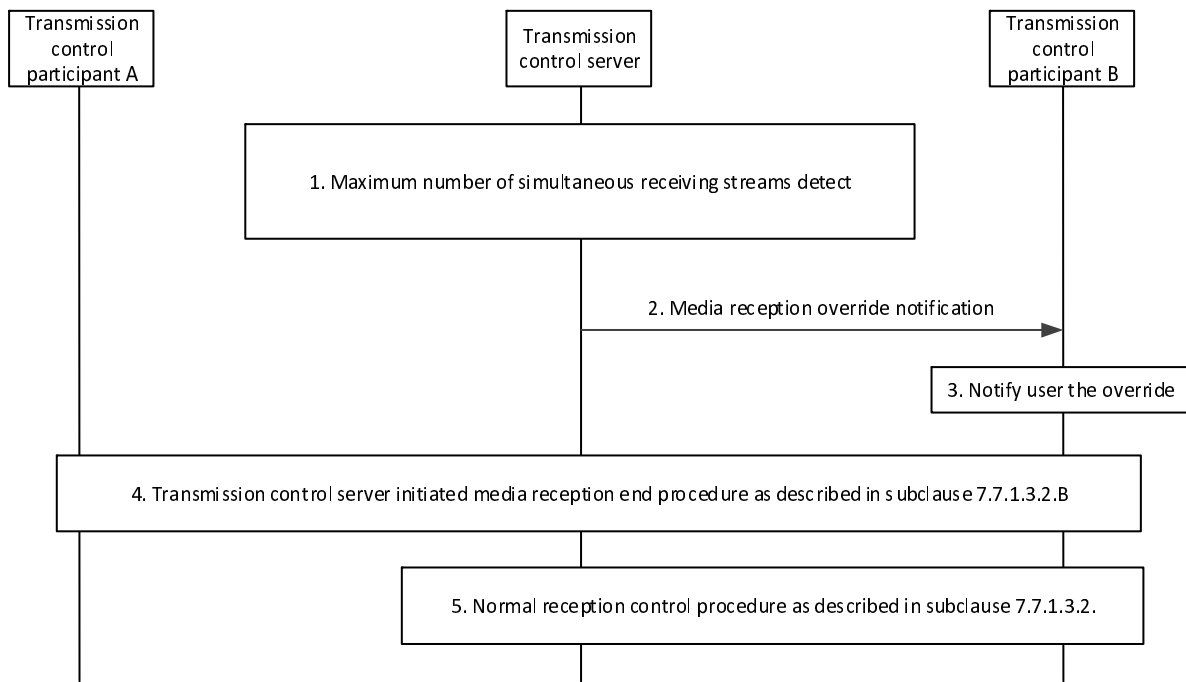 Transmission
control
participant A
Transmission
control server
Transmission
control
participant B
1. Maximum number of simultaneous receiving streams detect
2. Media reception override notification
3. Notify user the override
4. Transmission control server initiated media reception end procedure as described in subclause 7.7.1.3.2.B
5. Normal reception control procedure as described in subclause 7.7.1.3.2.